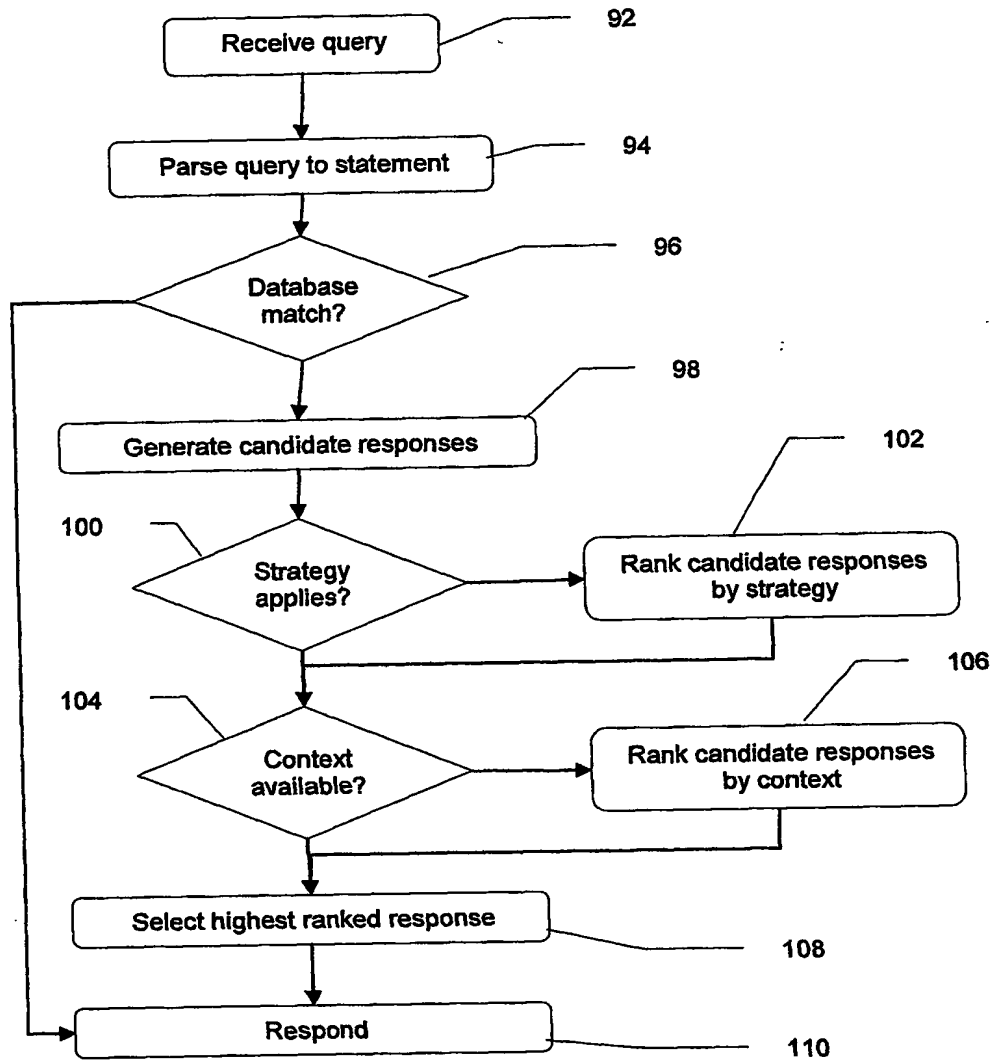 92
Receive query
94
Parse query to statement
96
Database
match?
98
Generate candidate responses
102
100
Strategy
applies?
Rank candidate responses
by strategy
106
104
Context
available?
Rank candidate responses
by context
Select highest ranked response
108
Respond
110